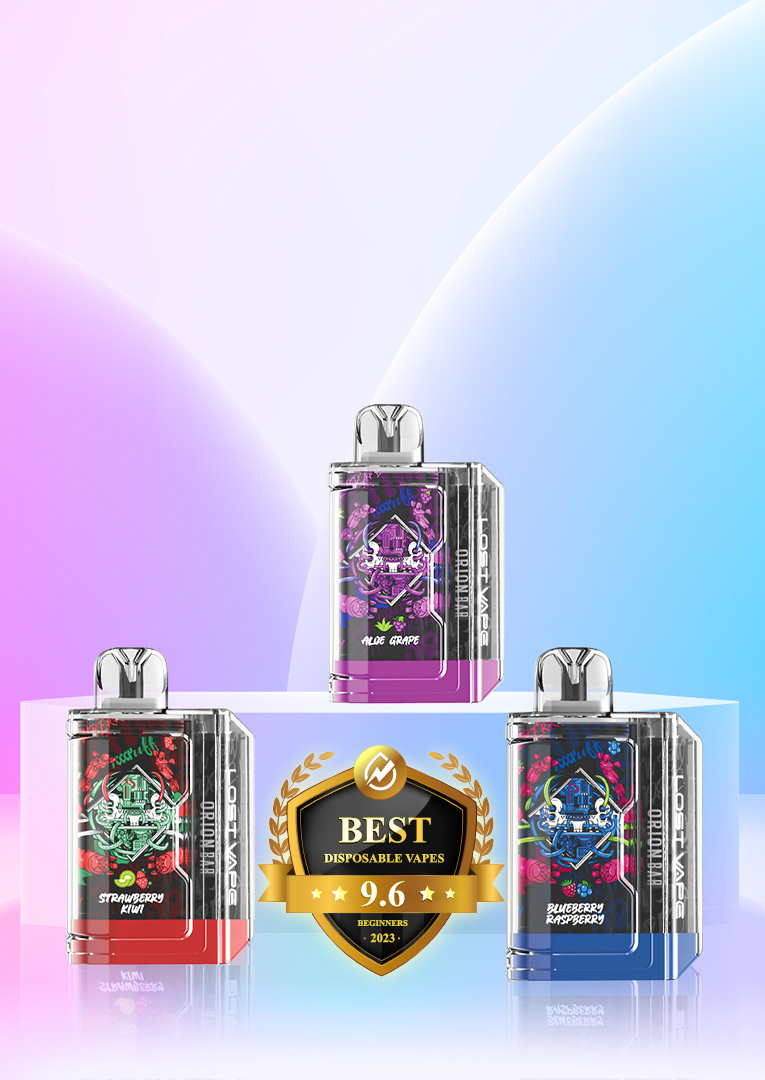 ORION BAR
LOST VAPE
ALOE GRAPE
ORION BAR
LOST VAPE
STRAWBERRY
KIWI
BEST
DISPOSABLE VAPES
9.6
BEGINNERS
· 2023 ·
ORION BAR
LOST VAPE
BLUEBERRY
RASPBERRY